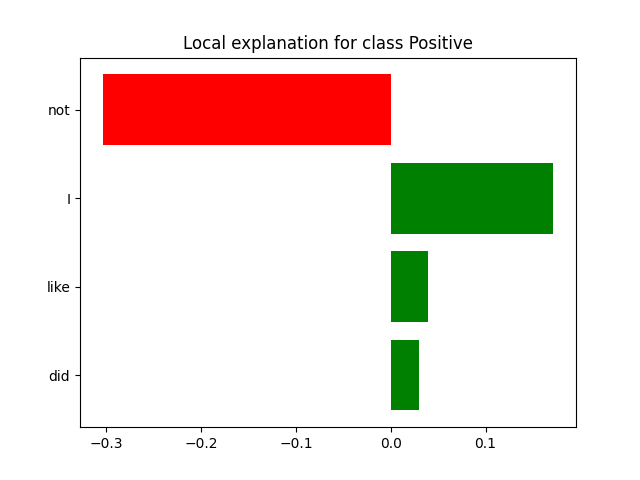 Local explanation for class Positive
not
I
like
did
−0.3 −0.2 −0.1 0.0 0.1